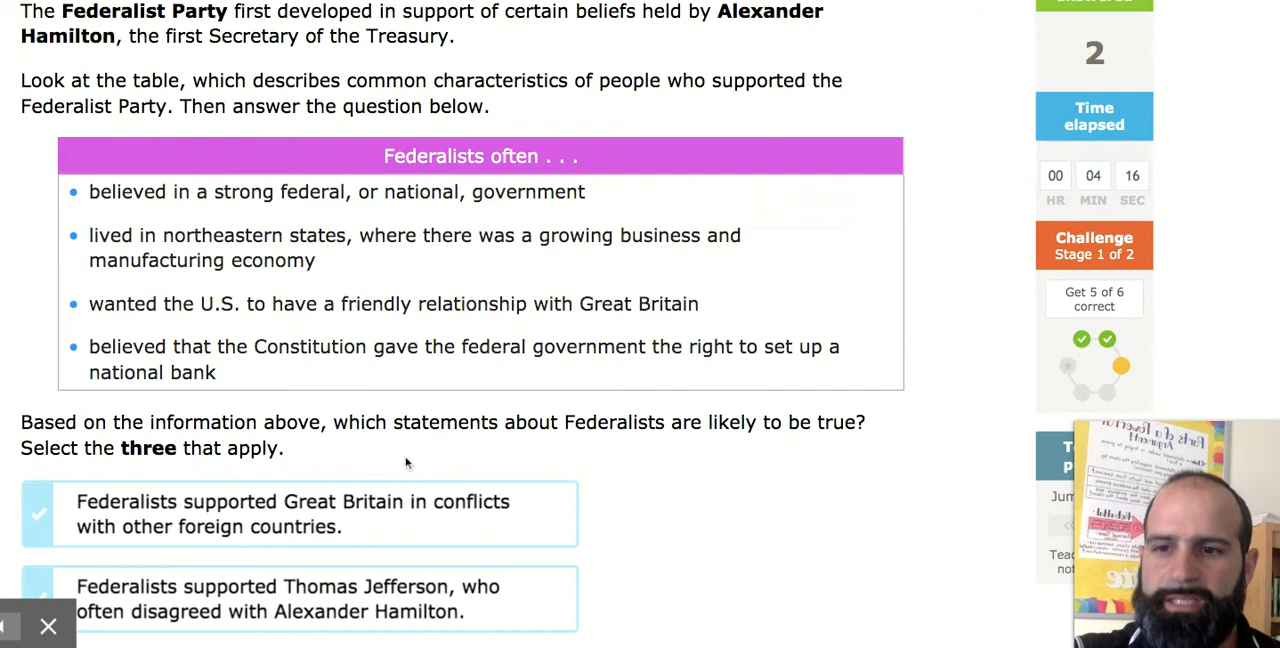 The Federalist Party first developed in support of certain beliefs held by Alexander
Hamilton, the first Secretary of the Treasury.
Look at the table, which describes common characteristics of people who supported the
Federalist Party. Then answer the question below.
Federalists often . . .
• believed in a strong federal, or national, government
• lived in northeastern states, where there was a growing business and
manufacturing economy
• wanted the U.S. to have a friendly relationship with Great Britain
• believed that the Constitution gave the federal government the right to set up a
national bank
Based on the information above, which statements about Federalists are likely to be true?
Select the three that apply.
Federalists supported Great Britain in conflicts
with other foreign countries.
Federalists supported Thomas Jefferson, who
often disagreed with Alexander Hamilton.
2
Time
elapsed
00 04 16
HR MIN SEC
Challenge
Stage 1 of 2
Get 5 of 6
correct
Parts of a Powerful
Argument!
Rebuttal